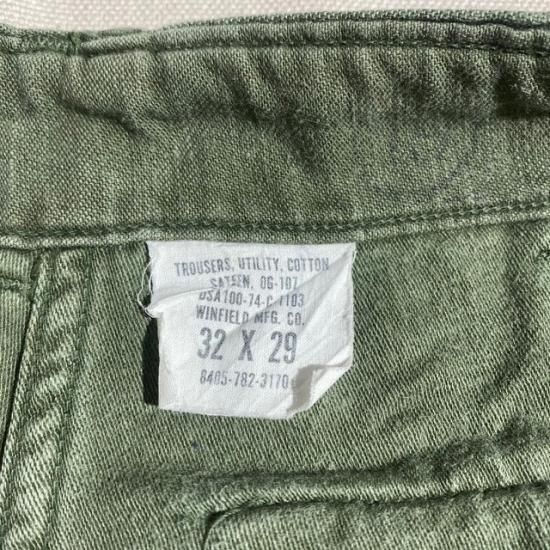 TROUSERS, UTILITY, COTTON
SATEEN, OG-107
DSA100-74-C-1103
WINFIELD MFG. CO.
32 X 29
8405-782-3170